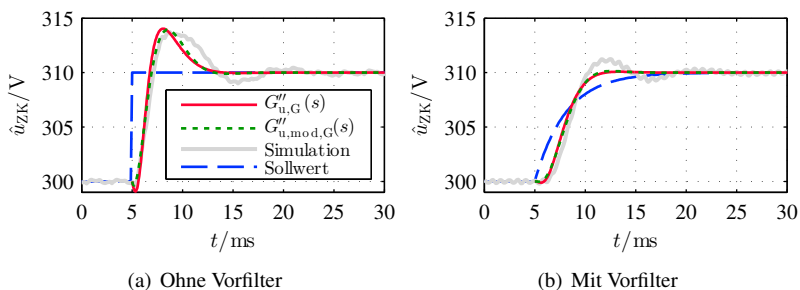 315
310
305
300
û_ZK/V
G''_u,G(s)
G''_u,mod,G(s)
Simulation
Sollwert
0 5 10 15 20 25 30
t/ms
(a) Ohne Vorfilter
315
310
305
300
û_ZK/V
0 5 10 15 20 25 30
t/ms
(b) Mit Vorfilter